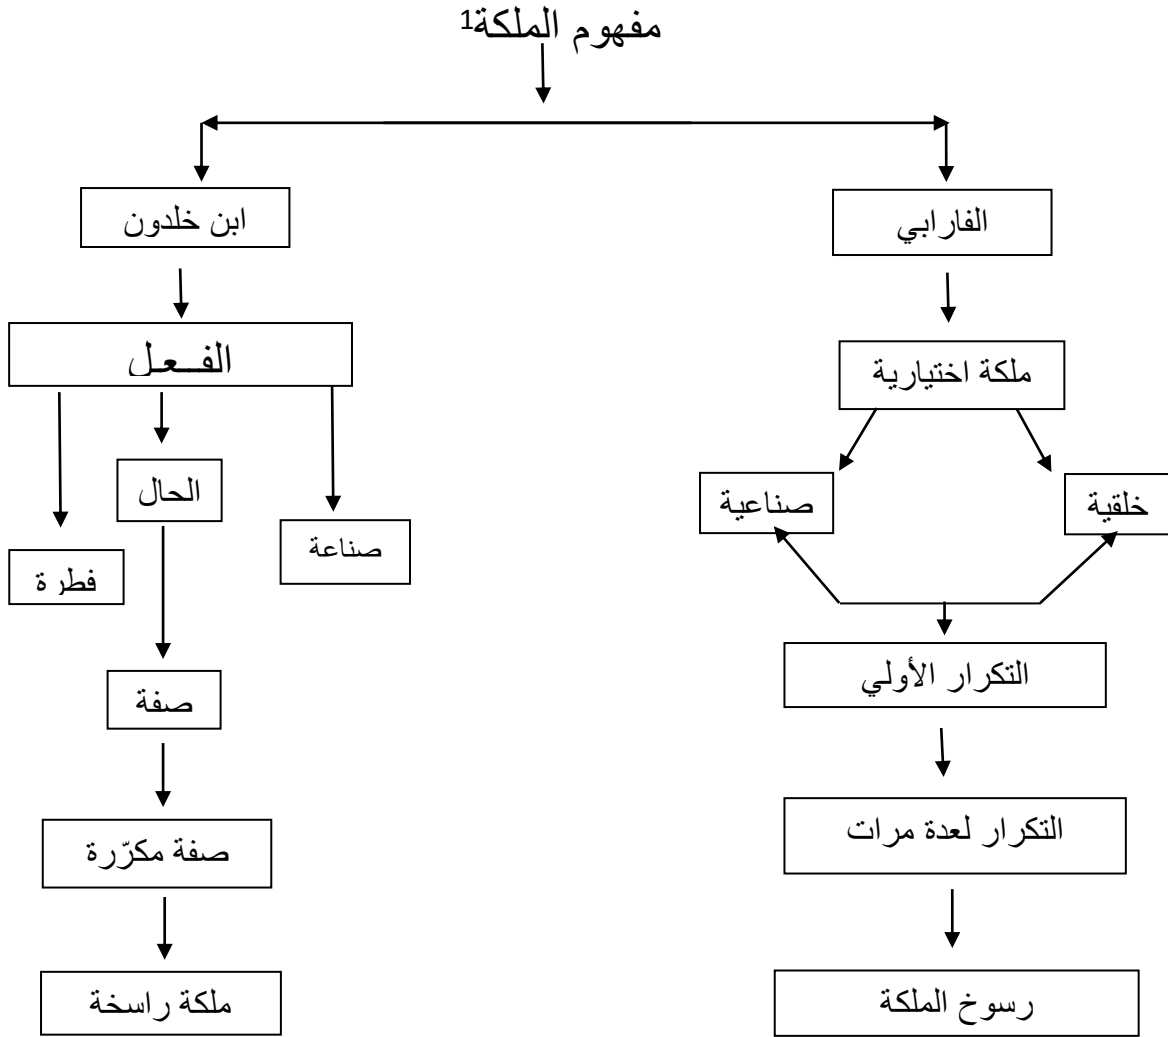 مفهوم الملكة1
الفارابي
ابن خلدون
ملكة اختيارية
الفــعـل
خلقية
صناعية
صناعة
الحال
فطرة
التكرار الأولي
صفة
التكرار لعدة مرات
صفة مكرّرة
رسوخ الملكة
ملكة راسخة